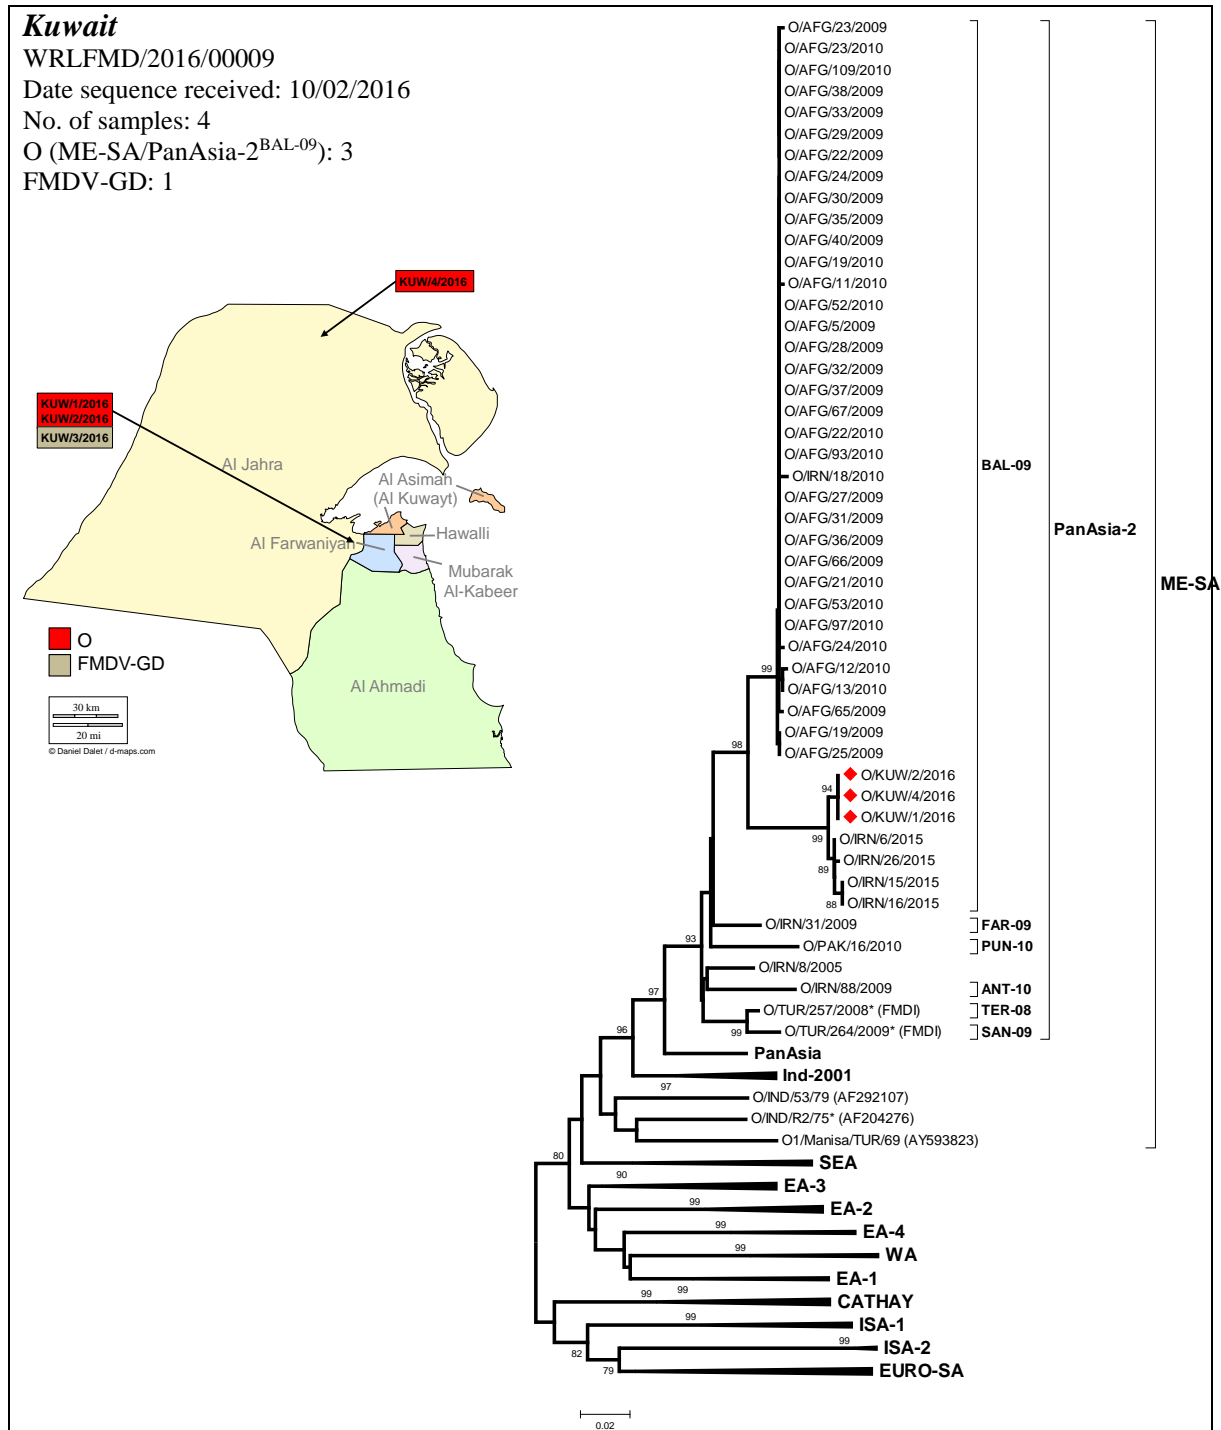 Kuwait
WRLFMD/2016/00009
Date sequence received: 10/02/2016
No. of samples: 4
O (ME-SA/PanAsia-2BAL-09): 3
FMDV-GD: 1
KUW/4/2016
KUW/1/2016
KUW/2/2016
KUW/3/2016
Al Jahra
Al Asimah
(Al Kuwayt)
Al Farwaniyah
Hawalli
Mubarak
Al-Kabeer
Al Ahmadi
O
FMDV-GD
30 km
20 mi
© Daniel Dalet / d-maps.com
O/AFG/23/2009
O/AFG/23/2010
O/AFG/109/2010
O/AFG/38/2009
O/AFG/33/2009
O/AFG/29/2009
O/AFG/22/2009
O/AFG/24/2009
O/AFG/30/2009
O/AFG/35/2009
O/AFG/40/2009
O/AFG/19/2010
O/AFG/11/2010
O/AFG/52/2010
O/AFG/5/2009
O/AFG/28/2009
O/AFG/32/2009
O/AFG/37/2009
O/AFG/67/2009
O/AFG/22/2010
O/AFG/93/2010
O/IRN/18/2010
O/AFG/27/2009
O/AFG/31/2009
O/AFG/36/2009
O/AFG/66/2009
O/AFG/21/2010
O/AFG/53/2010
O/AFG/97/2010
O/AFG/24/2010
O/AFG/12/2010
O/AFG/13/2010
O/AFG/65/2009
O/AFG/19/2009
O/AFG/25/2009
O/KUW/2/2016
O/KUW/4/2016
O/KUW/1/2016
O/IRN/6/2015
O/IRN/26/2015
O/IRN/15/2015
O/IRN/16/2015
O/IRN/31/2009
O/PAK/16/2010
O/IRN/8/2005
O/IRN/88/2009
O/TUR/257/2008* (FMDI)
O/TUR/264/2009* (FMDI)
PanAsia
Ind-2001
O/IND/53/79 (AF292107)
O/IND/R2/75* (AF204276)
O1/Manisa/TUR/69 (AY593823)
SEA
EA-3
EA-2
EA-4
WA
EA-1
CATHAY
ISA-1
ISA-2
EURO-SA
BAL-09
FAR-09
PUN-10
ANT-10
TER-08
SAN-09
PanAsia-2
ME-SA
99
98
94
99
89
88
93
97
99
96
97
80
90
99
99
99
99
99
99
99
82
79
0.02